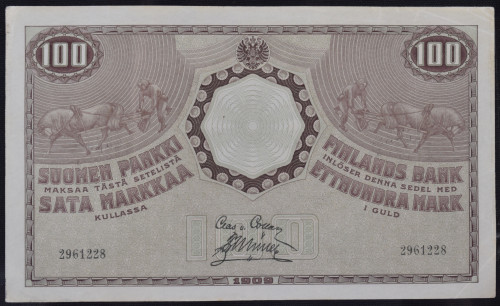 100
100
SUOMEN PANKKI
MAKSAA TÄSTÄ SETELISTÄ
SATA MARKKAA
KULLASSA
FINLANDS BANK
INLÖSER DENNA SEDEL MED
ETTHUNDRA MARK
I GULD
100
2961228
2961228
1909